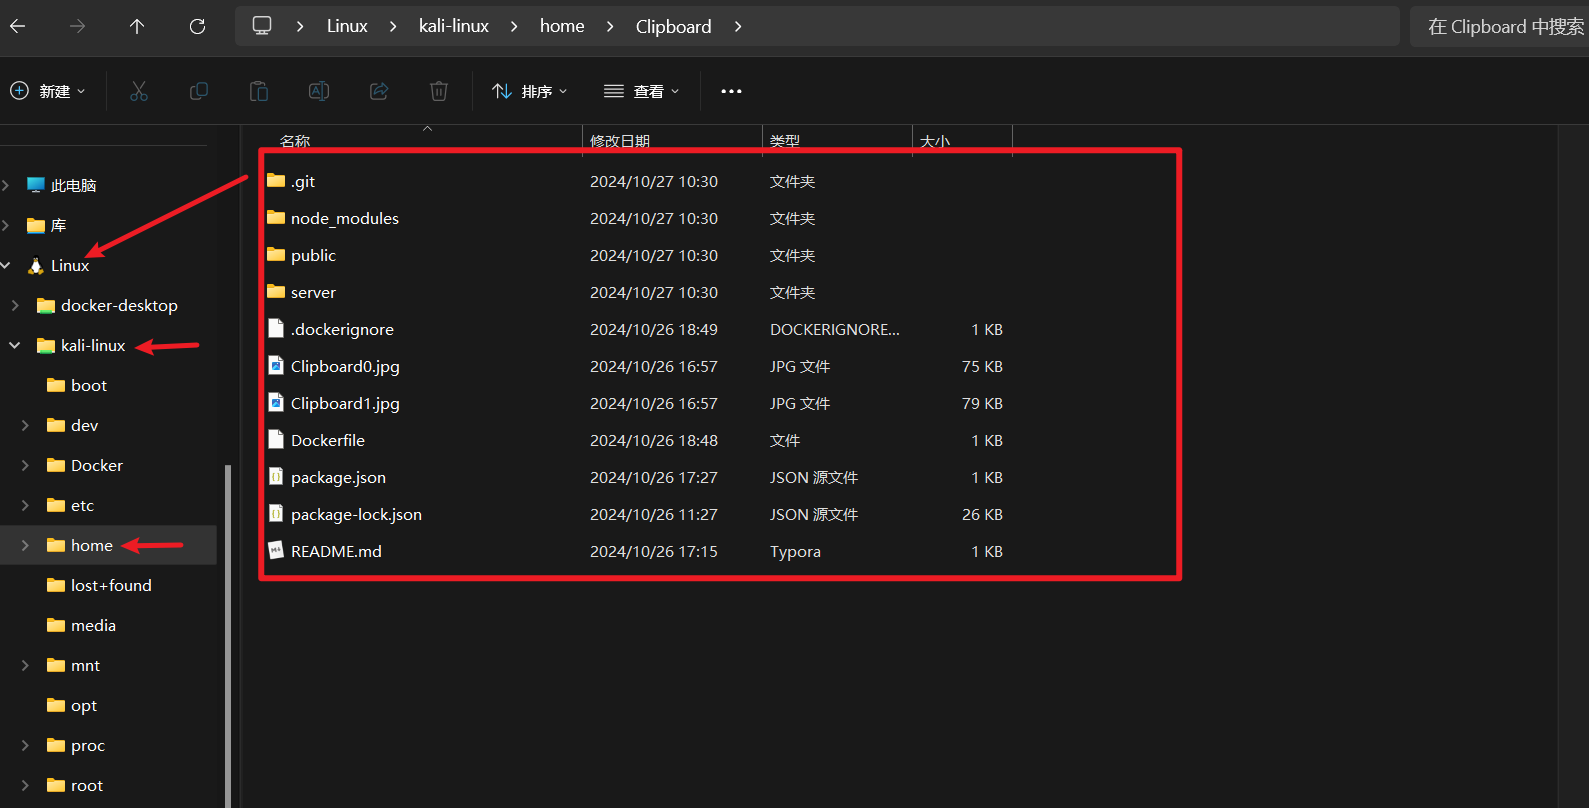 Linux kali-linux home Clipboard 在 Clipboard 中搜索
新建 排序 查看
名称 修改日期 类型 大小
此电脑
库
Linux
docker-desktop
kali-linux
boot
dev
Docker
etc
home
lost+found
media
mnt
opt
proc
root
.git 2024/10/27 10:30 文件夹
node_modules 2024/10/27 10:30 文件夹
public 2024/10/27 10:30 文件夹
server 2024/10/27 10:30 文件夹
.dockerignore 2024/10/26 18:49 DOCKERIGNORE... 1 KB
Clipboard0.jpg 2024/10/26 16:57 JPG 文件 75 KB
Clipboard1.jpg 2024/10/26 16:57 JPG 文件 79 KB
Dockerfile 2024/10/26 18:48 文件 1 KB
package.json 2024/10/26 17:27 JSON 源文件 1 KB
package-lock.json 2024/10/26 11:27 JSON 源文件 26 KB
README.md 2024/10/26 17:15 Typora 1 KB